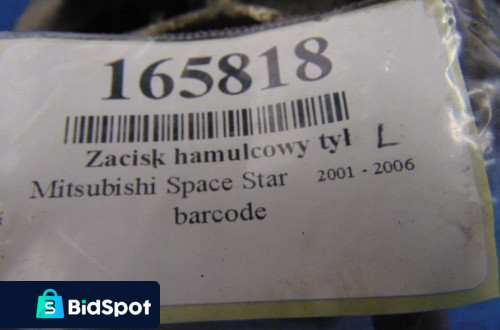 165818
Zacisk hamulcowy tył L
Mitsubishi Space Star 2001 - 2006
barcode
S BidSpot